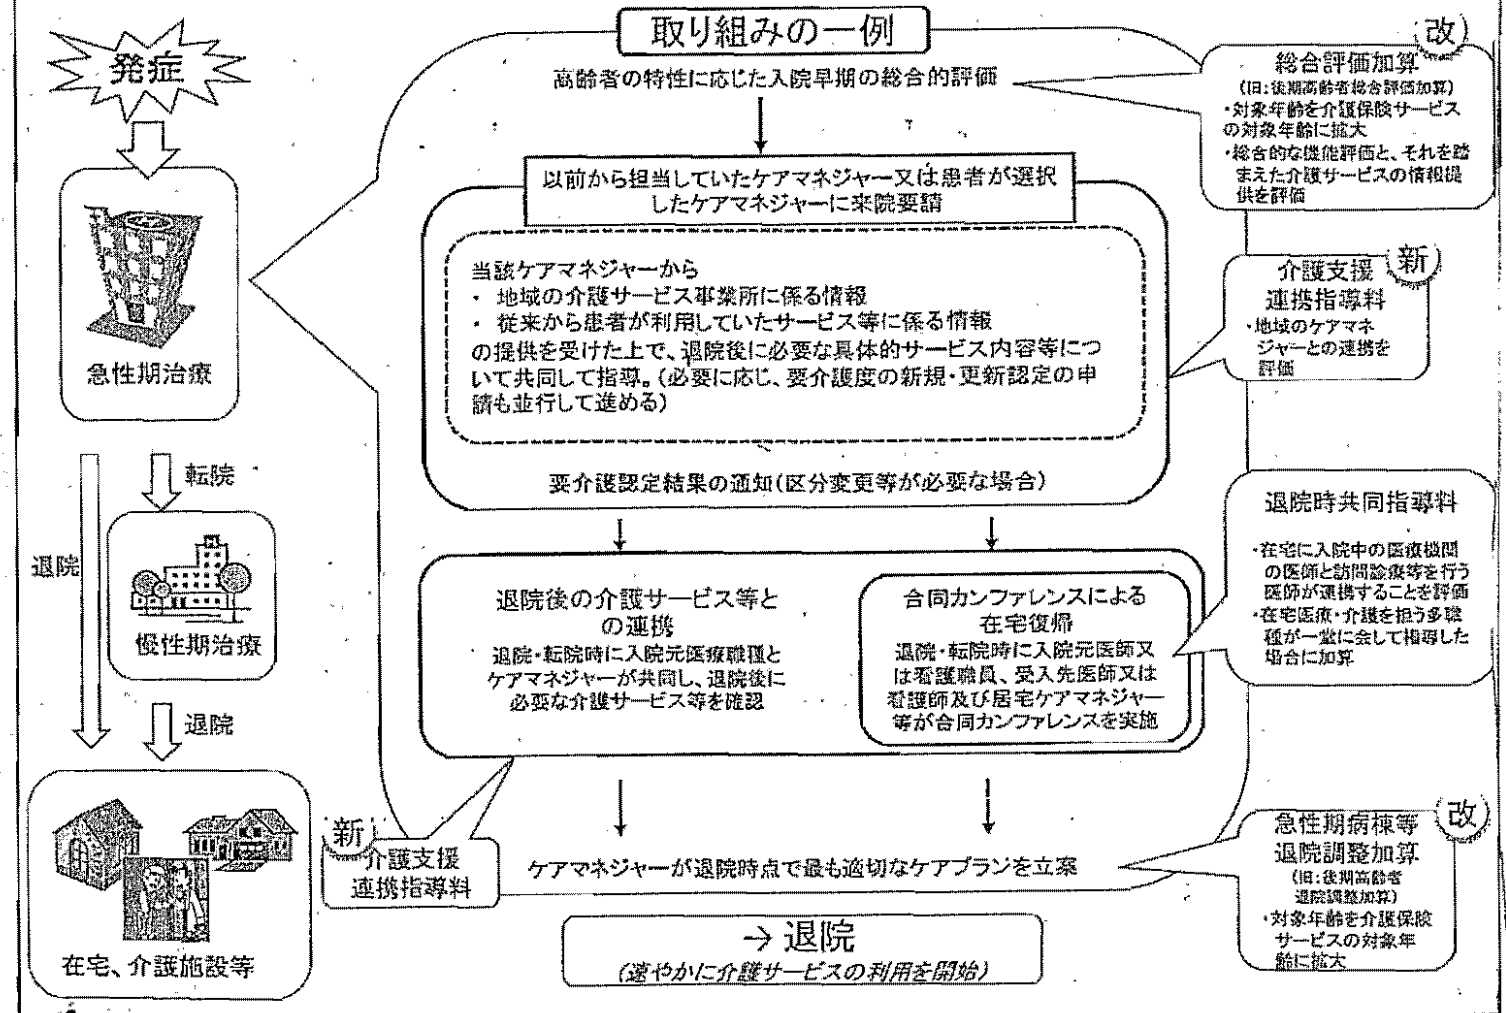 発症
急性期治療
転院
退院
慢性期治療
退院
在宅、介護施設等
取り組みの一例
高齢者の特性に応じた入院早期の総合的評価
以前から担当していたケアマネジャー又は患者が選択
したケアマネジャーに来院要請
当該ケアマネジャーから
・ 地域の介護サービス事業所に係る情報
・ 従来から患者が利用していたサービス等に係る情報
の提供を受けた上で、退院後に必要な具体的サービス内容等につ
いて共同して指導。(必要に応じ、要介護度の新規・更新認定の申
請も並行して進める)
要介護認定結果の通知(区分変更等が必要な場合)
退院後の介護サービス等と
の連携
退院・転院時に入院元医療職種と
ケアマネジャーが共同し、退院後に
必要な介護サービス等を確認
合同カンファレンスによる
在宅復帰
退院・転院時に入院元医師又
は看護職員、受入先医師又は
看護師及び居宅ケアマネジャー
等が合同カンファレンスを実施
新
介護支援
連携指導料
ケアマネジャーが退院時点で最も適切なケアプランを立案
→ 退院
(速やかに介護サービスの利用を開始)
改
総合評価加算
(旧:後期高齢者総合評価加算)
・対象年齢を介護保険サービス
の対象年齢に拡大
・総合的な機能評価と、それを踏
まえた介護サービスの情報提
供を評価
新
介護支援
連携指導料
・地域のケアマネ
ジャーとの連携を
評価
退院時共同指導料
・在宅に入院中の医療機関
の医師と訪問診療等を行う
医師が連携することを評価
・在宅医療・介護を担う多職
種が一堂に会して指導した
場合に加算
改
急性期病棟等
退院調整加算
(旧:後期高齢者
退院調整加算)
・対象年齢を介護保険
サービスの対象年
齢に拡大